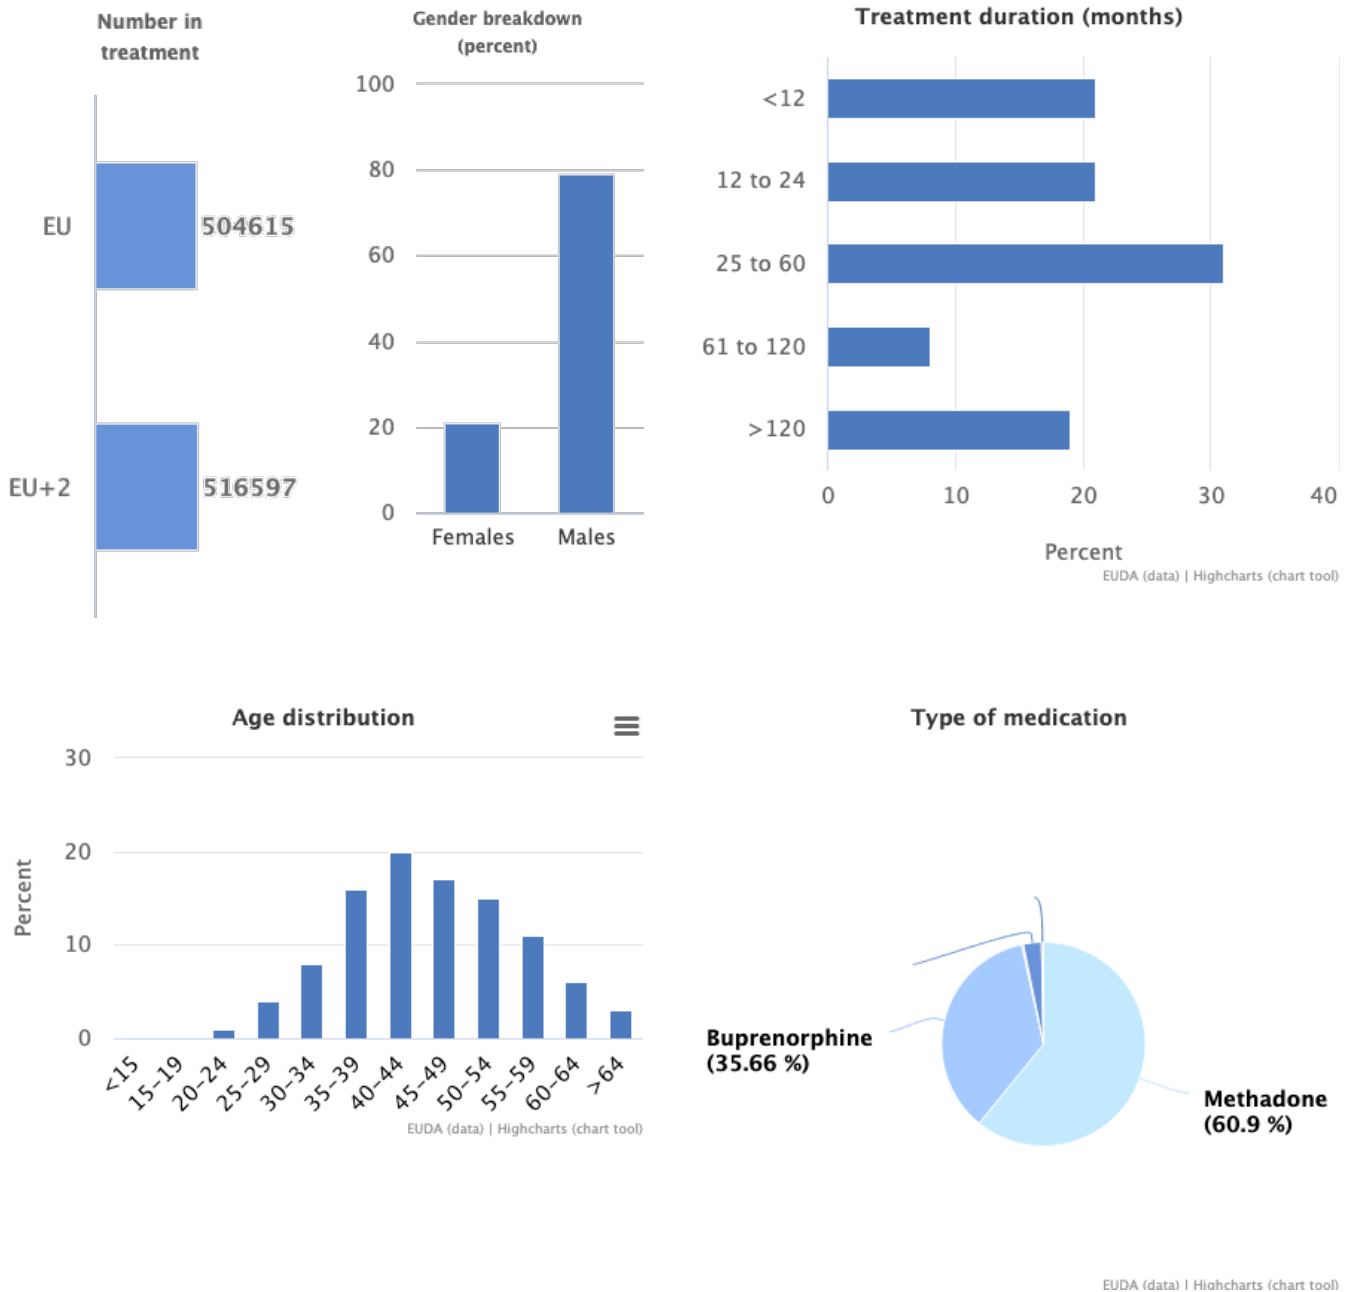 Number in
treatment
EU
504615
EU+2
516597
Gender breakdown
(percent)
100
80
60
40
20
0
Females Males
Treatment duration (months)
<12
12 to 24
25 to 60
61 to 120
>120
0 10 20 30 40
Percent
EUDA (data) | Highcharts (chart tool)
Age distribution
30
20
10
0
Percent
<15 15–19 20–24 25–29 30–34 35–39 40–44 45–49 50–54 55–59 60–64 >64
EUDA (data) | Highcharts (chart tool)
Type of medication
Buprenorphine
(35.66 %)
Methadone
(60.9 %)
EUDA (data) | Highcharts (chart tool)